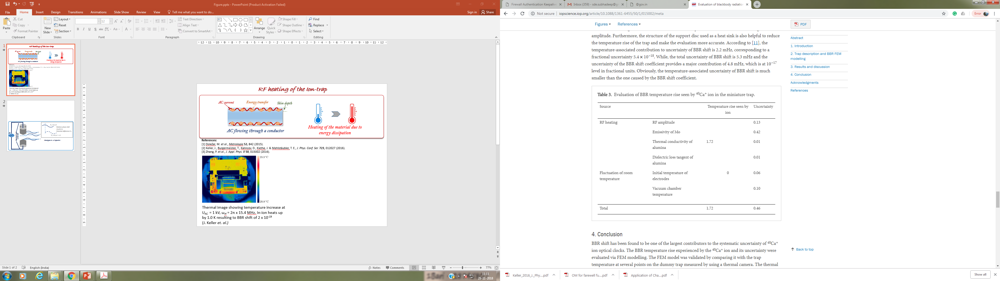 Figure.pptx - PowerPoint (Product Activation Failed)
File Home Insert Design Transitions Animations Slide Show Review View Tell me what you want to do... Sign in Share
Paste
Cut
Copy
Format Painter
Clipboard
New Slide
Layout
Reset
Section
Slides
12
Font
Text Direction
Align Text
Convert to SmartArt
Paragraph
Arrange
Quick Styles
Shape Fill
Shape Outline
Shape Effects
Drawing
Find
Replace
Select
Editing
1
2
RF heating of the Ion-trap
AC current
Energy transfer
Skin depth
AC flowing through a conductor
Heating of the material due to
energy dissipation
References:
[1] Doležal, M. et al., Metrologia 52, 842 (2015).
[2] Keller, J., Burgermeister, T., Kalincev, D., Kiethe, J. & Mehlstäubler, T. E., J. Phys. Conf. Ser. 723, 012027 (2016).
[3] Zhang, P. et al., J. Appl. Phys. B 50, 015002 (2016).
23.3 °C
20.8 °C
Thermal image showing temperature increase at
U_AC = 1 kV, ω_rf = 2π x 15.4 MHz. In-ion heats up
by 1.0 K resulting to BBR shift of 2 x 10⁻¹⁹
(J. Keller et. al.)
Slide 1 of 2 English (India) Notes Comments 77%
11:11
29-11-2018
Firewall Authentication Keepalive
Inbox (359) - sde.subhadeep@g
@gov.in
Evaluation of blackbody radiation
Not secure | iopscience.iop.org/article/10.1088/1361-6455/50/1/015002/meta
Error
Figures References
PDF
amplitude. Furthermore, the structure of the support disc used as a heat sink is also helpful to reduce
the temperature rise of the trap and make the evaluation more accurate. According to [11], the
temperature-associated contribution to uncertainty of BBR shift is 2.2 mHz, corresponding to a
fractional uncertainty 5.4 × 10⁻¹⁸. While, the total uncertainty of BBR shift is 5.3 mHz and the
uncertainty of the BBR shift coefficient provides a major contribution of 4.8 mHz, which is at 10⁻¹⁷
level in fractional units. Obviously, the temperature-associated uncertainty of BBR shift is much
smaller than the one caused by the BBR shift coefficient.
Table 3. Evaluation of BBR temperature rise seen by ⁴⁰Ca⁺ ion in the miniature trap.
Source Temperature rise seen by ion Uncertainty
RF heating RF amplitude 0.13
Emissivity of Mo 0.42
Thermal conductivity of alumina 1.72 0.01
Dielectric loss tangent of alumina 0.01
Fluctuation of room temperature Initial temperature of electrodes 0 0.06
Vacuum chamber temperature 0.10
Total 1.72 0.46
4. Conclusion
BBR shift has been found to be one of the largest contributors to the systematic uncertainty of ⁴⁰Ca⁺
ion optical clocks. The BBR temperature rise experienced by the ⁴⁰Ca⁺ ion and its uncertainty were
evaluated via FEM modelling. The FEM model was validated by comparing it with the trap
temperature at several points on the dummy trap measured by using a thermal camera. The thermal
Abstract
1. Introduction
2. Trap description and BBR FEM
modelling
3. Results and discussion
4. Conclusion
Acknowledgments
References
Back to top
Keller_2016_J._Phy....pdf
OM for farewell fu....pdf
Application of Cha....pdf
Show all